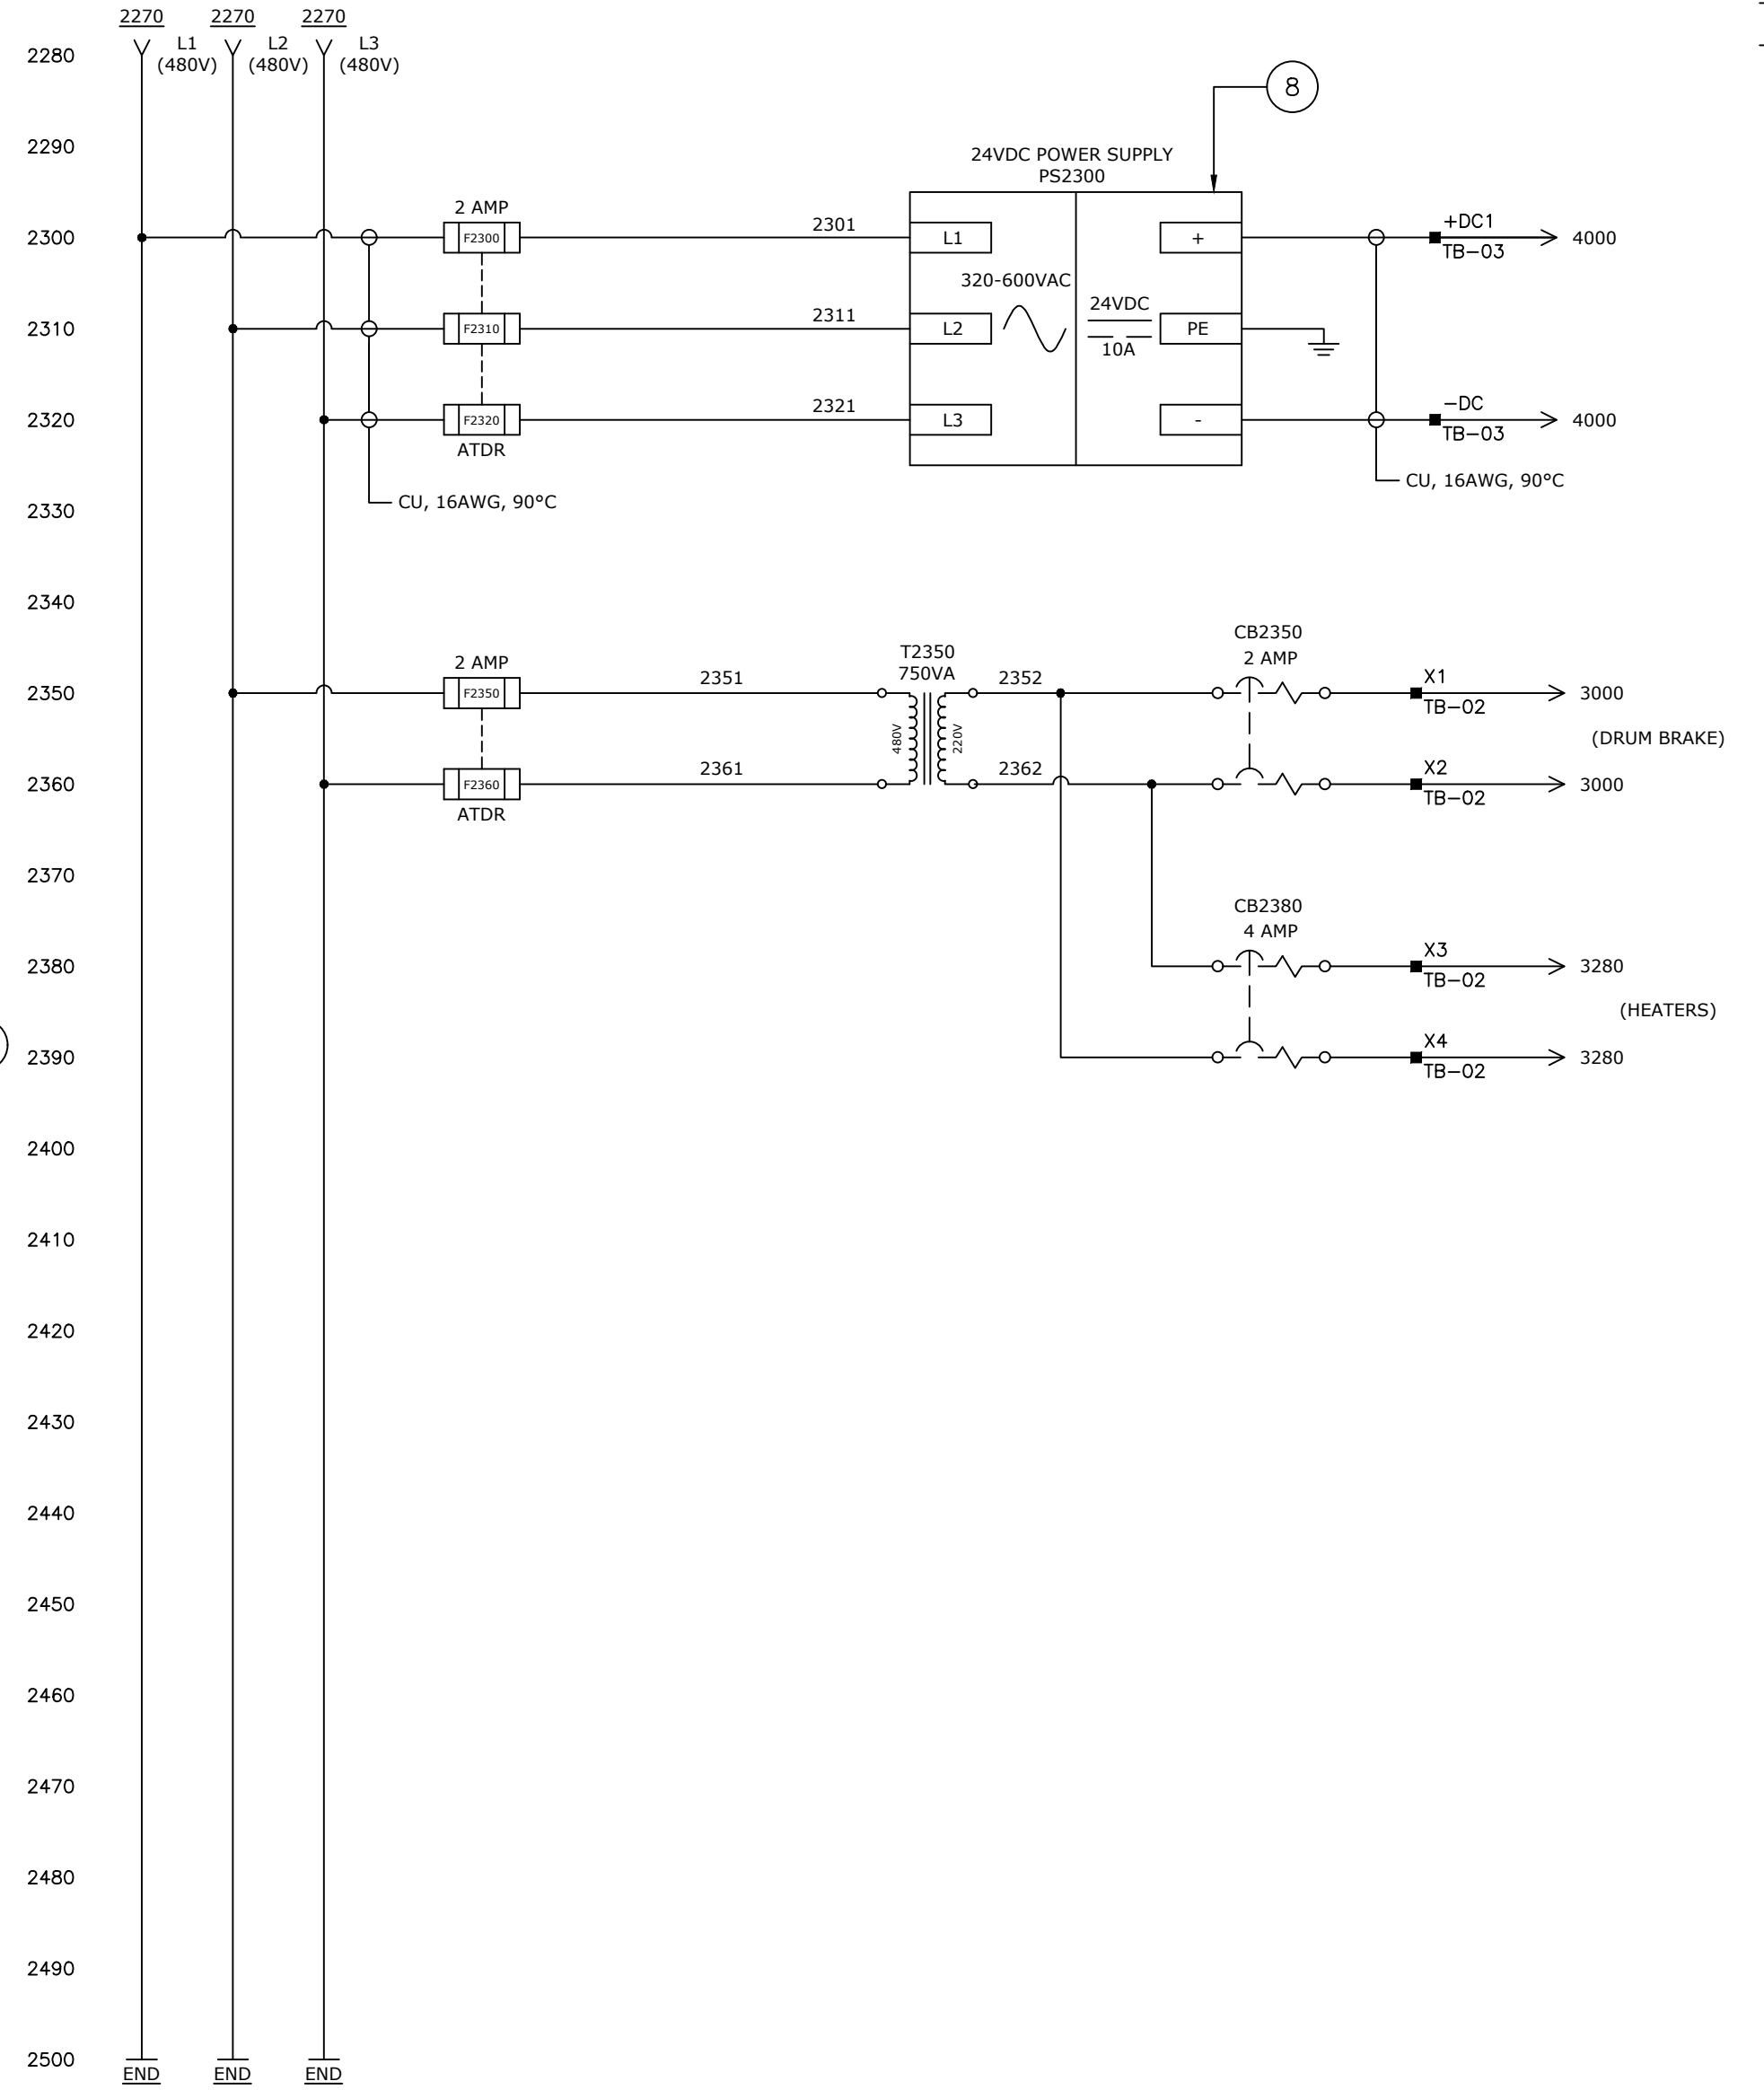 2270 2270 2270
L1 L2 L3
(480V) (480V) (480V)
2280
8
2290
24VDC POWER SUPPLY
PS2300
2 AMP
2300
F2300
2301
L1
+
+DC1
TB-03
4000
320-600VAC
24VDC
2310
F2310
2311
L2
PE
10A
2320
F2320
2321
L3
-
-DC
TB-03
4000
ATDR
CU, 16AWG, 90°C
CU, 16AWG, 90°C
2330
2340
CB2350
2 AMP
T2350
750VA
2 AMP
2350
F2350
2351
2352
X1
TB-02
3000
480V
220V
(DRUM BRAKE)
2360
F2360
2361
2362
X2
TB-02
3000
ATDR
2370
CB2380
4 AMP
2380
X3
TB-02
3280
(HEATERS)
2390
X4
TB-02
3280
2400
2410
2420
2430
2440
2450
2460
2470
2480
2490
2500
END END END